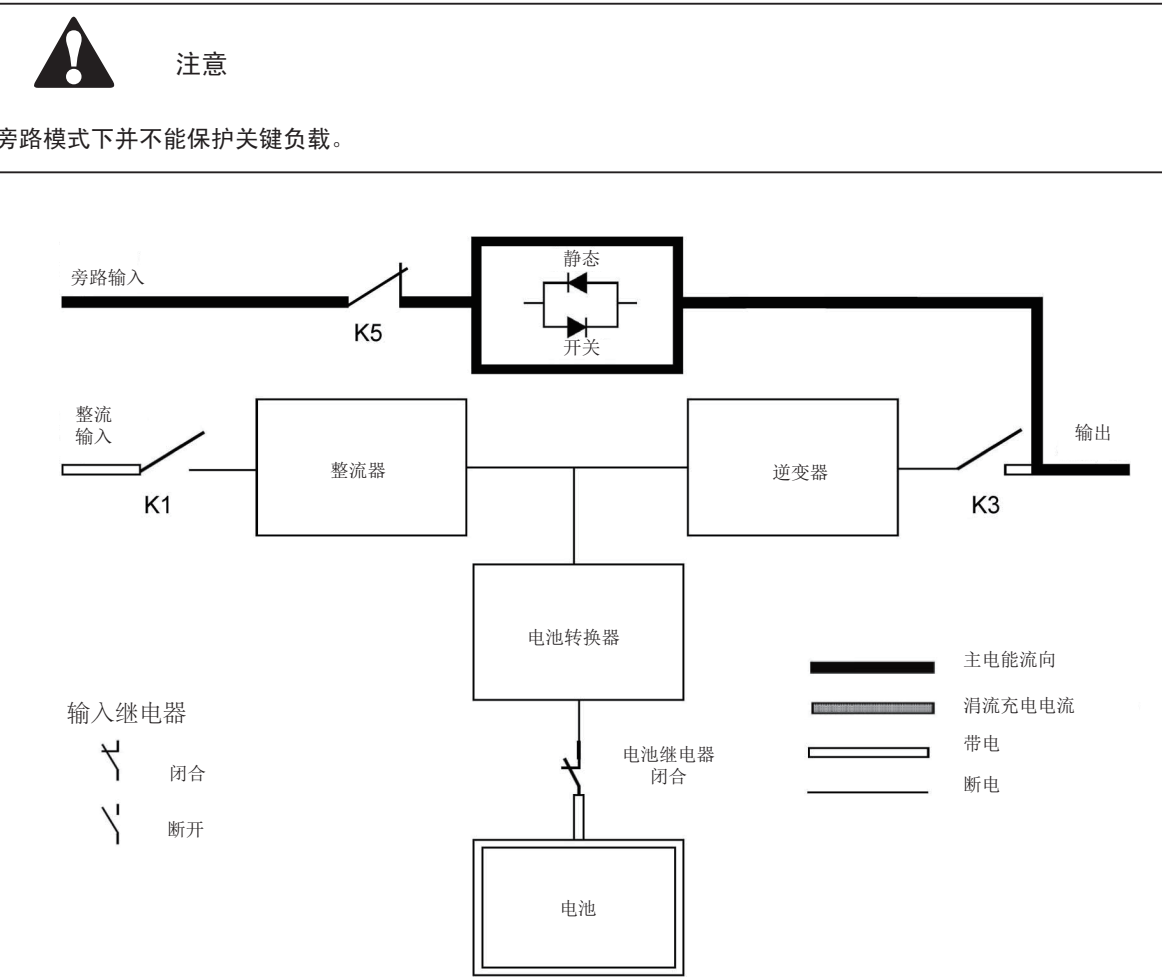 注意
旁路模式下并不能保护关键负载。
旁路输入
静态
开关
K5
整流
输入
K1
整流器
逆变器
输出
K3
电池转换器
主电能流向
涓流充电电流
带电
断电
输入继电器
闭合
断开
电池继电器
闭合
电池